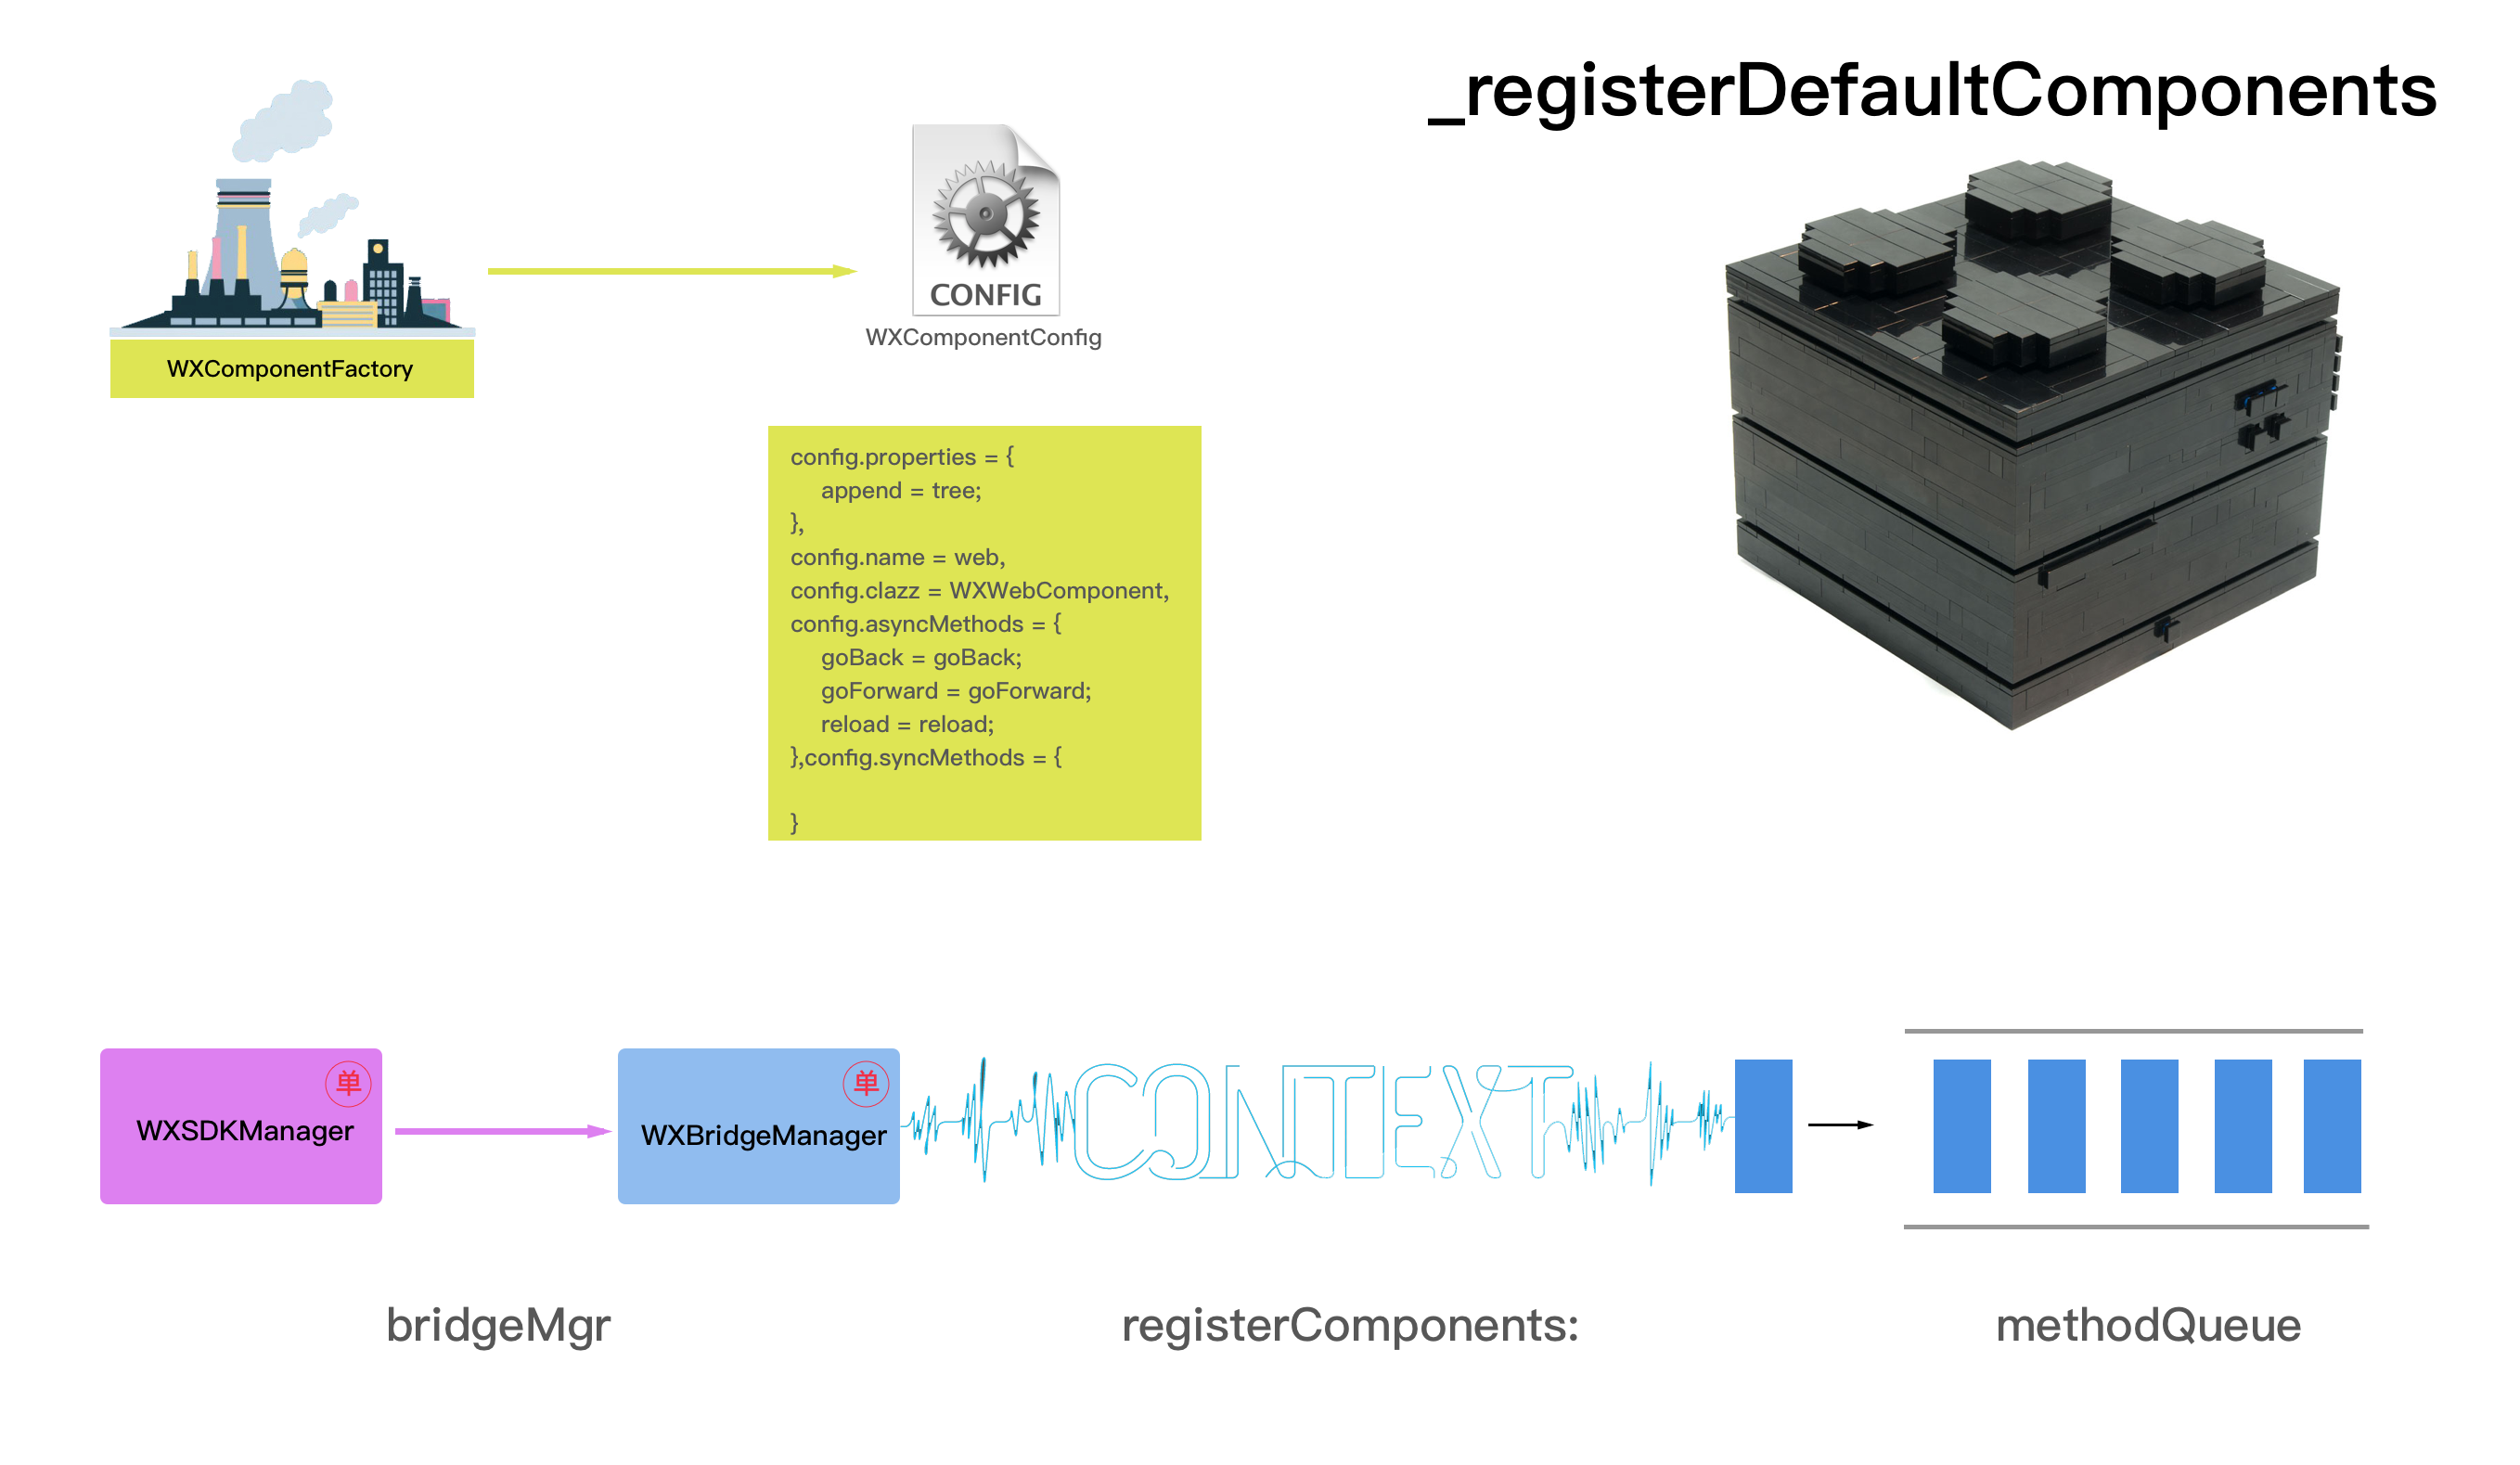 _registerDefaultComponents
CONFIG
WXComponentConfig
WXComponentFactory
config.properties = {
append = tree;
},
config.name = web,
config.clazz = WXWebComponent,
config.asyncMethods = {
goBack = goBack;
goForward = goForward;
reload = reload;
},config.syncMethods = {
}
单
WXSDKManager
单
WXBridgeManager
CONTEXT
bridgeMgr
registerComponents:
methodQueue